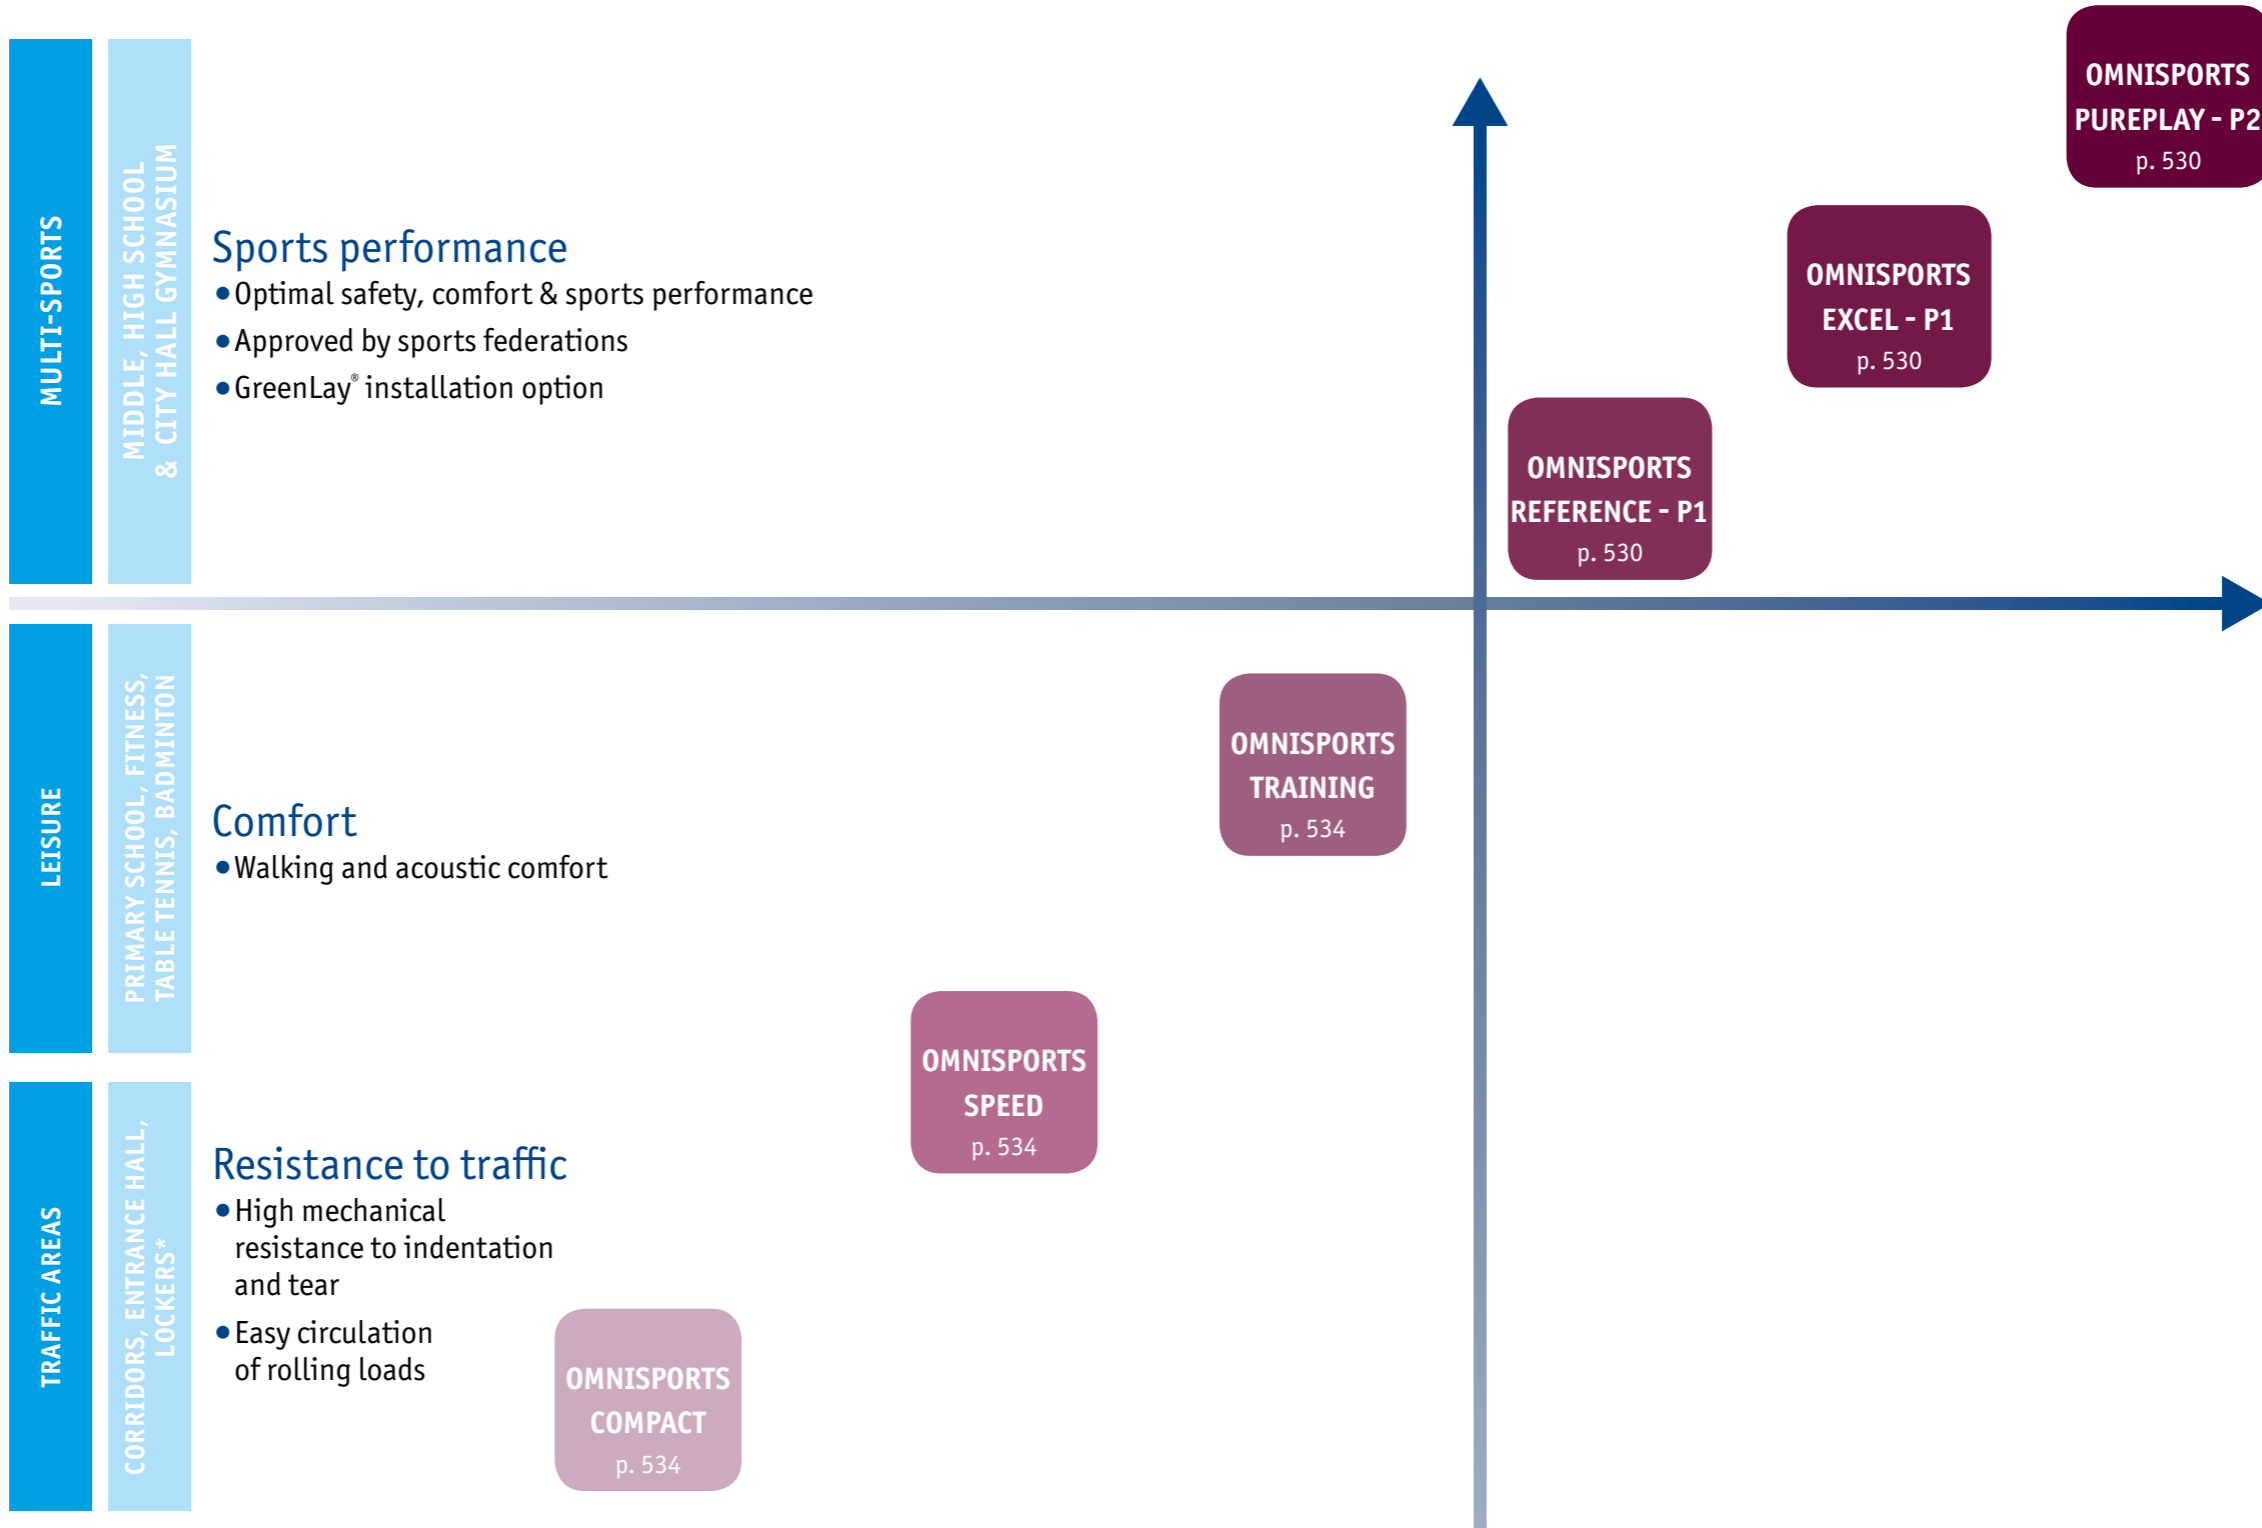 MULTI-SPORTS
MIDDLE, HIGH SCHOOL
& CITY HALL GYMNASIUM
Sports performance
•Optimal safety, comfort & sports performance
•Approved by sports federations
•GreenLay® installation option
OMNISPORTS
PUREPLAY - P2
p. 530
OMNISPORTS
EXCEL - P1
p. 530
OMNISPORTS
REFERENCE - P1
p. 530
LEISURE
PRIMARY SCHOOL, FITNESS,
TABLE TENNIS, BADMINTON
Comfort
•Walking and acoustic comfort
OMNISPORTS
TRAINING
p. 534
OMNISPORTS
SPEED
p. 534
TRAFFIC AREAS
CORRIDORS, ENTRANCE HALL,
LOCKERS*
Resistance to traffic
•High mechanical
resistance to indentation
and tear
•Easy circulation
of rolling loads
OMNISPORTS
COMPACT
p. 534